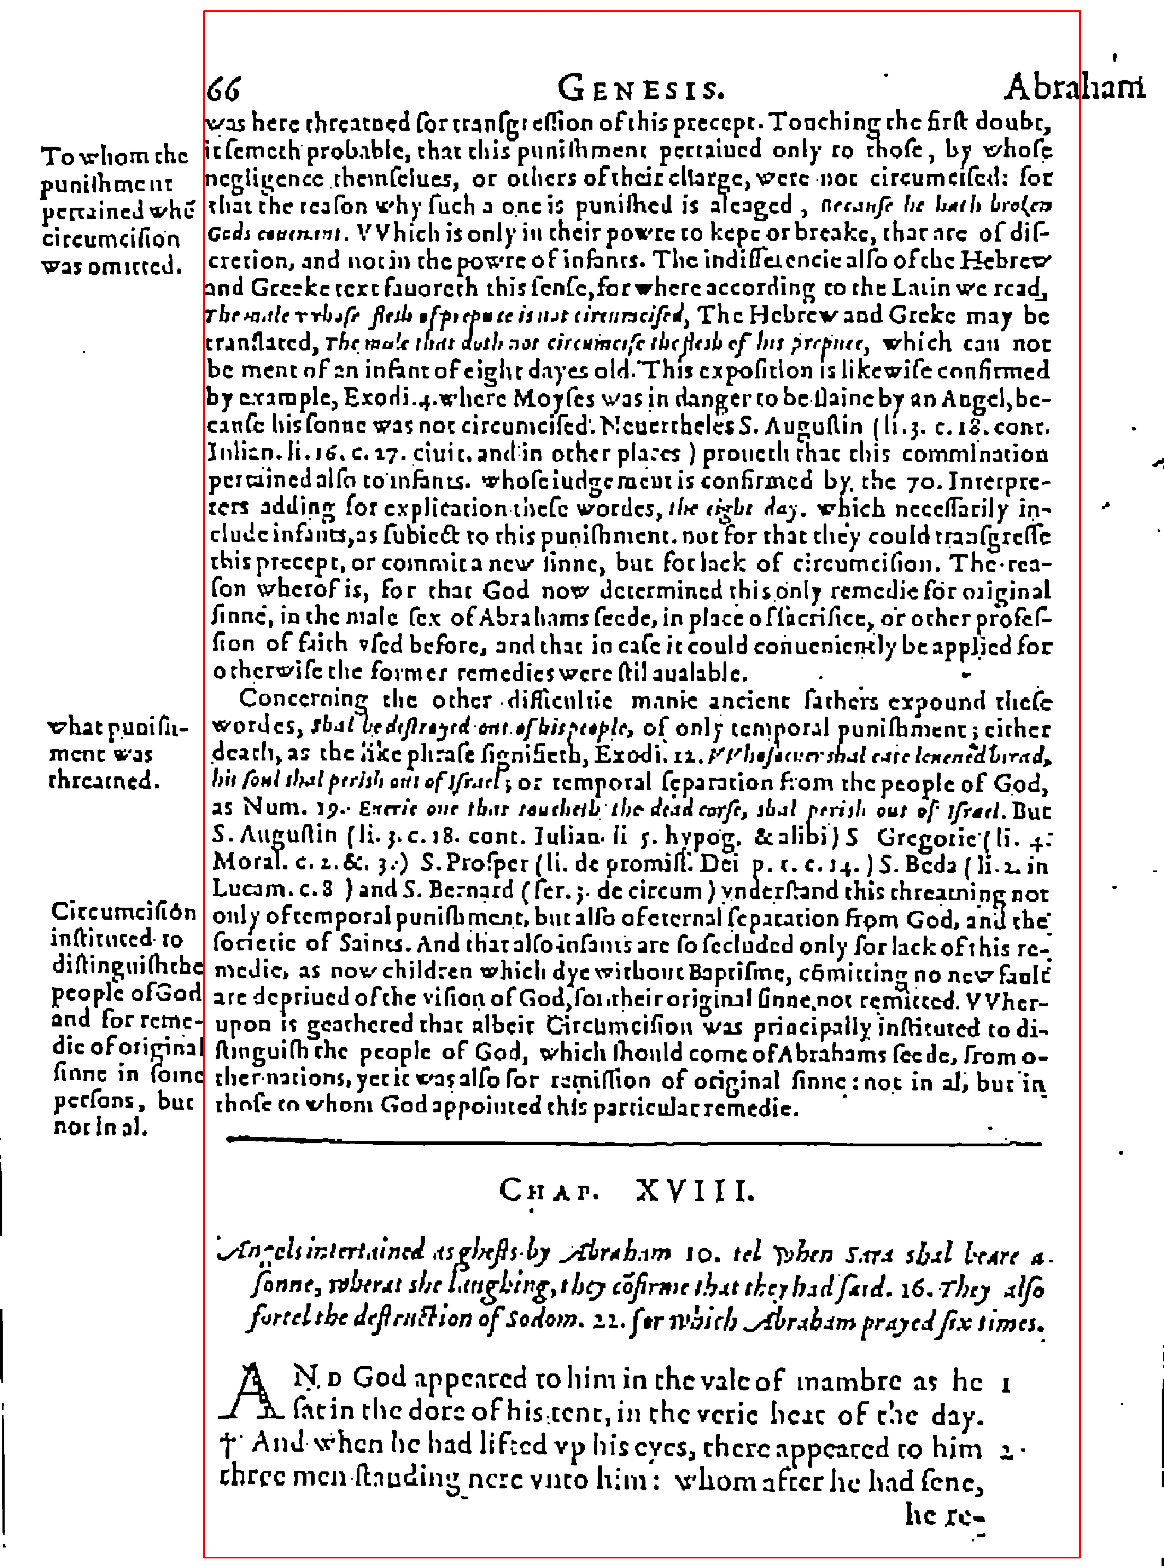 66 GENESIS. Abraham
was here threatned for transgression of this precept. Touching the first doubt,
it semeth probable, that this punishment pertained only to those, by whose
negligence themselues, or others of their charge, were not circumcised: for
that the reason why such a one is punished is aleaged, Because he hath broken
Gods couenant. VVhich is only in their powre to kepe or breake, that are of dis-
cretion, and not in the powre of infants. The indifferencie also of the Hebrew
and Greeke text fauoreth this sense, for where according to the Latin we read,
The male vvhose flesh of prepuce is not circumcised, The Hebrew and Greke may be
translated, The male that doth not circumcise the flesh of his prepuce, which can not
be ment of an infant of eight dayes old. This exposition is likewise confirmed
by example, Exodi. 4. where Moyses was in danger to be slaine by an Angel, be-
cause his sonne was not circumcised. Neuertheles S. Augustin (li. 3. c. 18. cont.
Iulian. li. 16. c. 27. ciuit. and in other places) proueth that this commination
pertained also to infants. whose iudgement is confirmed by the 70. Interpre-
ters adding for explication these wordes, the eight day. which necessarily in-
clude infants, as subiect to this punishment. not for that they could transgresse
this precept, or commit a new sinne, but for lack of circumcision. The rea-
son wherof is, for that God now determined this only remedie for original
sinne, in the male sex of Abrahams seede, in place of sacrifice, or other profes-
sion of faith vsed before, and that in case it could conueniently be applied for
otherwise the former remedies were stil auailable.
Concerning the other difficultie manie ancient fathers expound these
wordes, shal be destroyed out of his people, of only temporal punishment; either
death, as the like phrase signifieth, Exodi. 12. VVhosoeuer shal eate leuened bread,
his soul shal perish out of Israel; or temporal separation from the people of God,
as Num. 19. Euerie one that toucheth the dead corse, shal perish out of Israel. But
S. Augustin (li. 3. c. 18. cont. Iulian. li 5. hypog. & alibi) S Gregorie (li. 4.
Moral. c. 2. &. 3.) S. Prosper (li. de promiss. Dei p. 1. c. 14.) S. Beda (li. 2. in
Lucam. c. 8) and S. Bernard (ser. 3. de circum) vnderstand this threatning not
only of temporal punishment, but also of eternal separation from God, and the
societie of Saints. And that also infants are so secluded only for lack of this re-
medie, as now children which dye without Baptisme, cõmitting no new fault
are depriued of the vision of God, for their original sinne not remitted. VVher-
upon is geathered that albeit Circumcision was principally instituted to di-
stinguish the people of God, which should come of Abrahams seede, from o-
ther nations, yet it was also for remission of original sinne: not in al, but in
those to whom God appointed this particular remedie.
To whom the
punishment
pertained whẽ
circumcision
was omitted.
what punish-
ment was
threatned.
Circumcision
instituted to
distinguish the
people of God
and for reme-
die of original
sinne in some
persons, but
not in al.
CHAP. XVIII.
Angels intertained as ghests by Abraham 10. tel when Sara shal beare a
sonne, wherat she laughing, they cõfirme that they had said. 16. They also
fortel the destruction of Sodom. 22. for which Abraham prayed six times.
AND God appeared to him in the vale of mambre as he 1
sat in the dore of his tent, in the verie heat of the day.
† And when he had lifted vp his eyes, there appeared to him 2
three men standing nere vnto him: whom after he had sene,
he re-